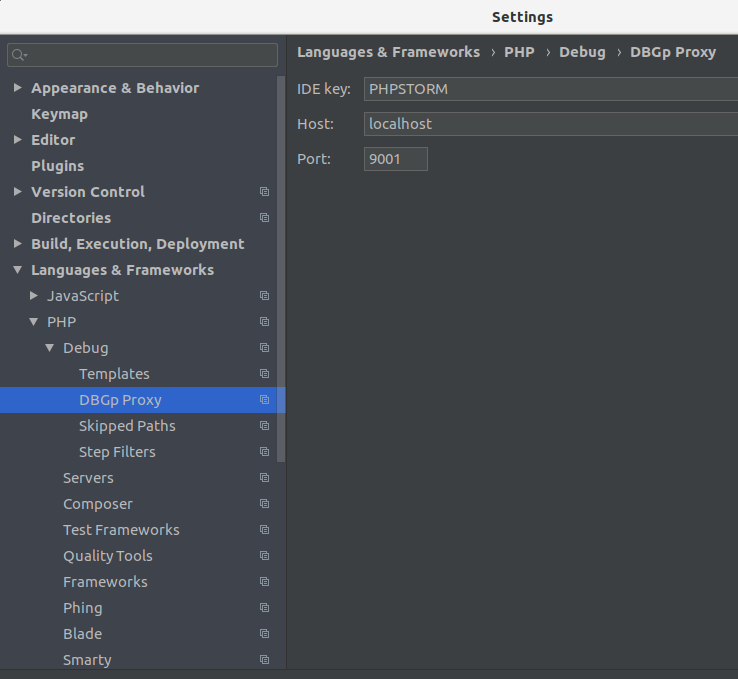 Settings
Appearance & Behavior
Keymap
Editor
Plugins
Version Control
Directories
Build, Execution, Deployment
Languages & Frameworks
JavaScript
PHP
Debug
Templates
DBGp Proxy
Skipped Paths
Step Filters
Servers
Composer
Test Frameworks
Quality Tools
Frameworks
Phing
Blade
Smarty
Languages & Frameworks › PHP › Debug › DBGp Proxy
IDE key: PHPSTORM
Host: localhost
Port: 9001